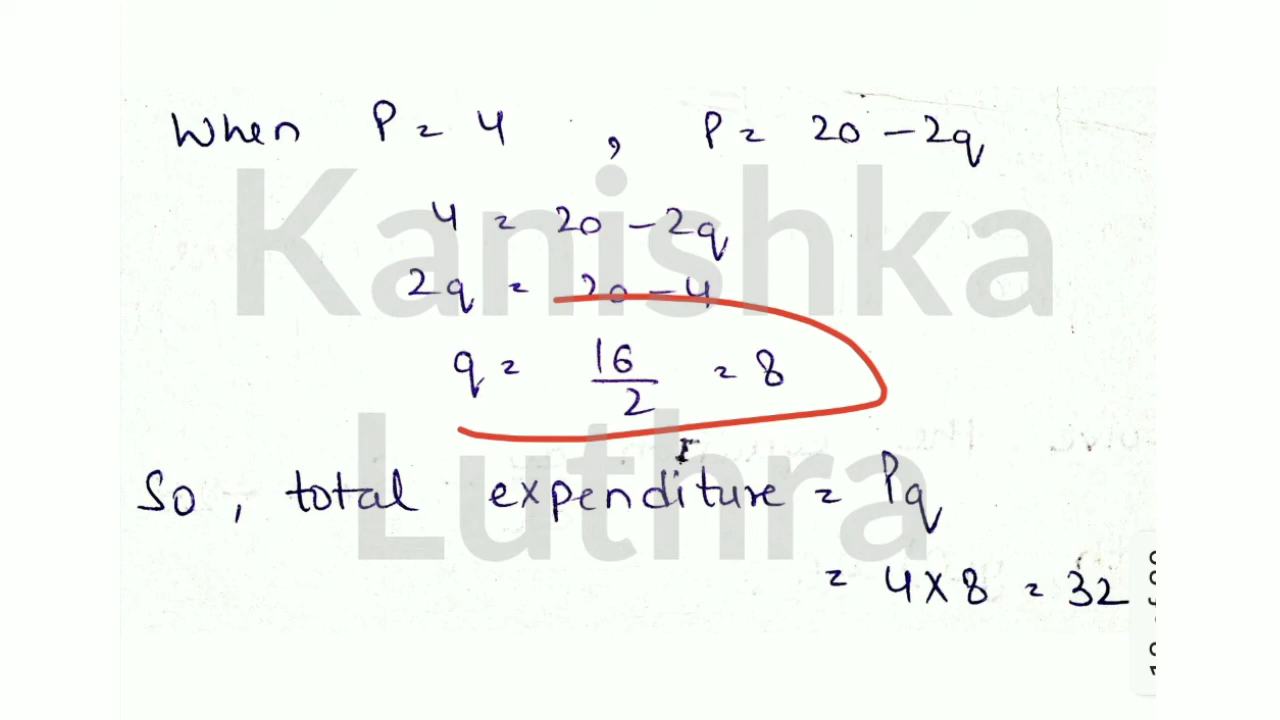 When P = 4 , P = 20 - 2q
4 = 20 - 2q
2q = 20 - 4
q = 16/2 = 8
So, total expenditure = Pq
= 4 X 8 = 32
Kanishka
Luthra